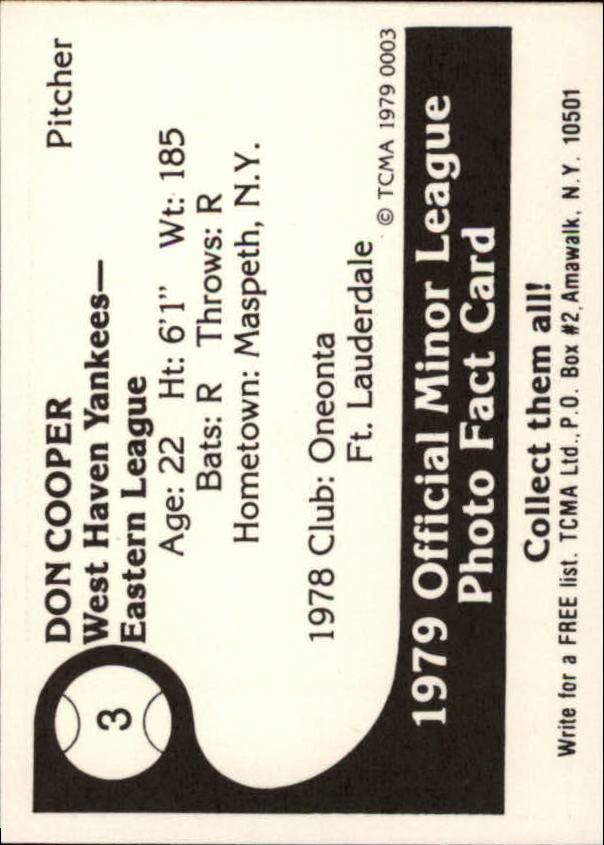 DON COOPER Pitcher
West Haven Yankees—
Eastern League
Age: 22 Ht: 6'1" Wt: 185
Bats: R Throws: R
Hometown: Maspeth, N.Y.
1978 Club: Oneonta
Ft. Lauderdale
© TCMA 1979 0003
3
1979 Official Minor League
Photo Fact Card
Collect them all!
Write for a FREE list. TCMA Ltd., P.O. Box #2, Amawalk, N.Y. 10501